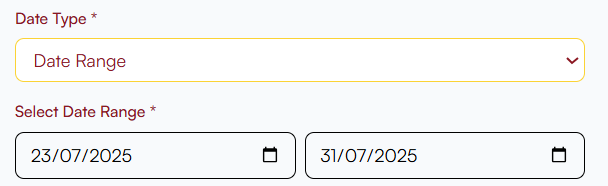 Date Type *
Date Range
Select Date Range *
23/07/2025 31/07/2025